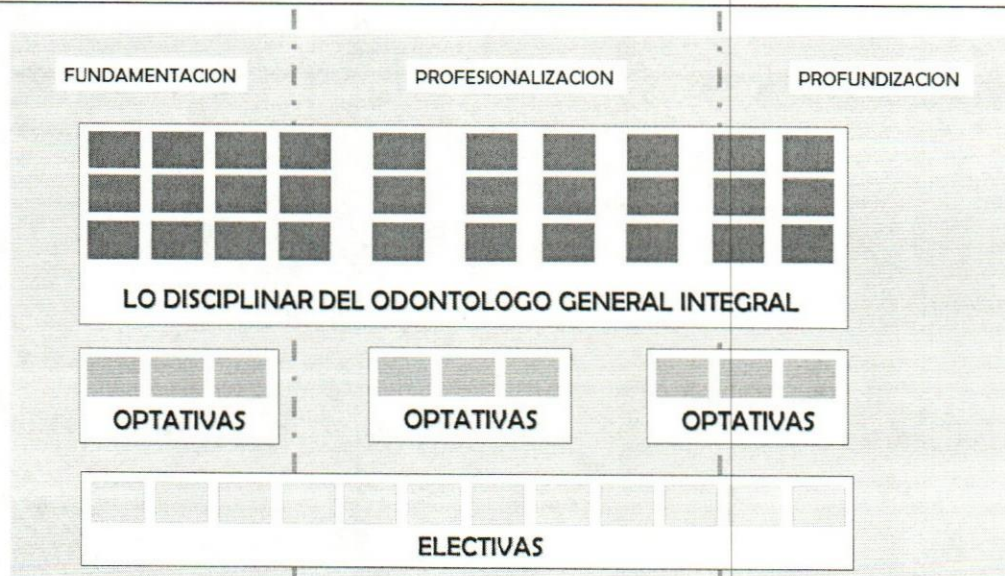 FUNDAMENTACION
PROFESIONALIZACION
PROFUNDIZACION
LO DISCIPLINAR DEL ODONTOLOGO GENERAL INTEGRAL
OPTATIVAS
OPTATIVAS
OPTATIVAS
ELECTIVAS